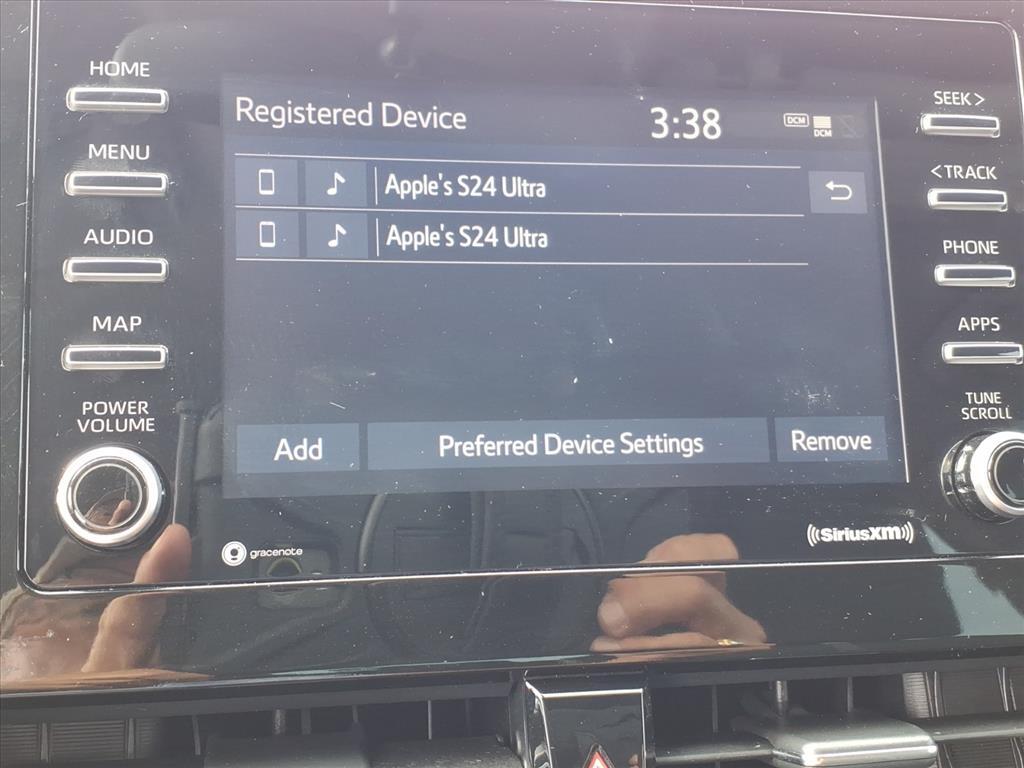 HOME
MENU
AUDIO
MAP
POWER
VOLUME
Registered Device
3:38
DCM
DCM
Apple's S24 Ultra
Apple's S24 Ultra
Add
Preferred Device Settings
Remove
gracenote
SiriusXM
SEEK >
< TRACK
PHONE
APPS
TUNE
SCROLL